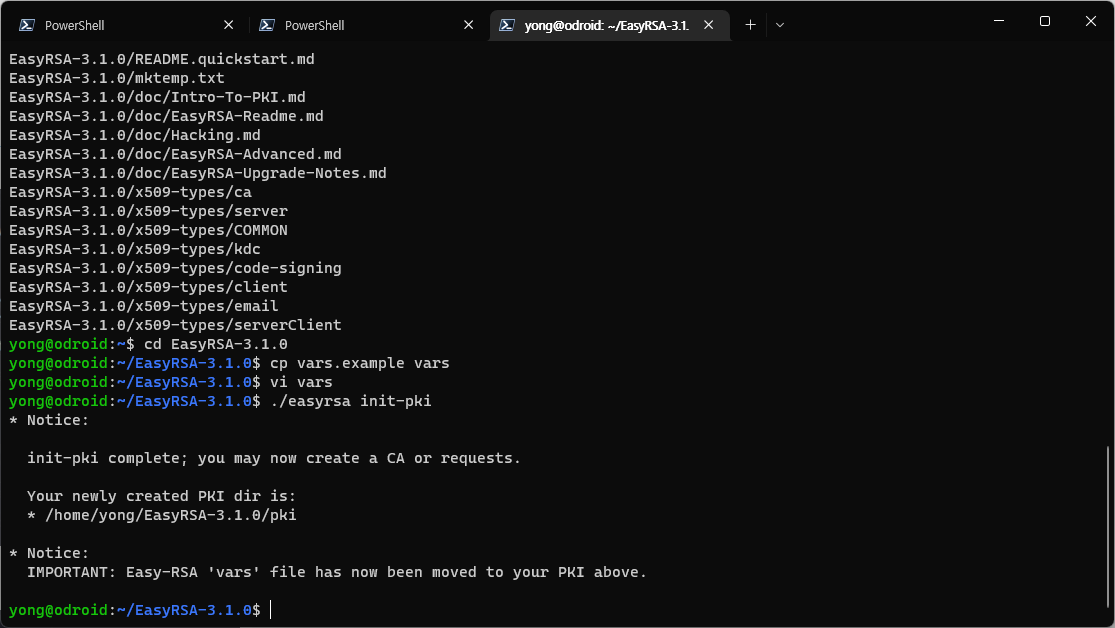 PowerShell
PowerShell
yong@odroid: ~/EasyRSA-3.1.
EasyRSA-3.1.0/README.quickstart.md
EasyRSA-3.1.0/mktemp.txt
EasyRSA-3.1.0/doc/Intro-To-PKI.md
EasyRSA-3.1.0/doc/EasyRSA-Readme.md
EasyRSA-3.1.0/doc/Hacking.md
EasyRSA-3.1.0/doc/EasyRSA-Advanced.md
EasyRSA-3.1.0/doc/EasyRSA-Upgrade-Notes.md
EasyRSA-3.1.0/x509-types/ca
EasyRSA-3.1.0/x509-types/server
EasyRSA-3.1.0/x509-types/COMMON
EasyRSA-3.1.0/x509-types/kdc
EasyRSA-3.1.0/x509-types/code-signing
EasyRSA-3.1.0/x509-types/client
EasyRSA-3.1.0/x509-types/email
EasyRSA-3.1.0/x509-types/serverClient
yong@odroid:~$ cd EasyRSA-3.1.0
yong@odroid:~/EasyRSA-3.1.0$ cp vars.example vars
yong@odroid:~/EasyRSA-3.1.0$ vi vars
yong@odroid:~/EasyRSA-3.1.0$ ./easyrsa init-pki
* Notice:
init-pki complete; you may now create a CA or requests.
Your newly created PKI dir is:
* /home/yong/EasyRSA-3.1.0/pki
* Notice:
IMPORTANT: Easy-RSA 'vars' file has now been moved to your PKI above.
yong@odroid:~/EasyRSA-3.1.0$